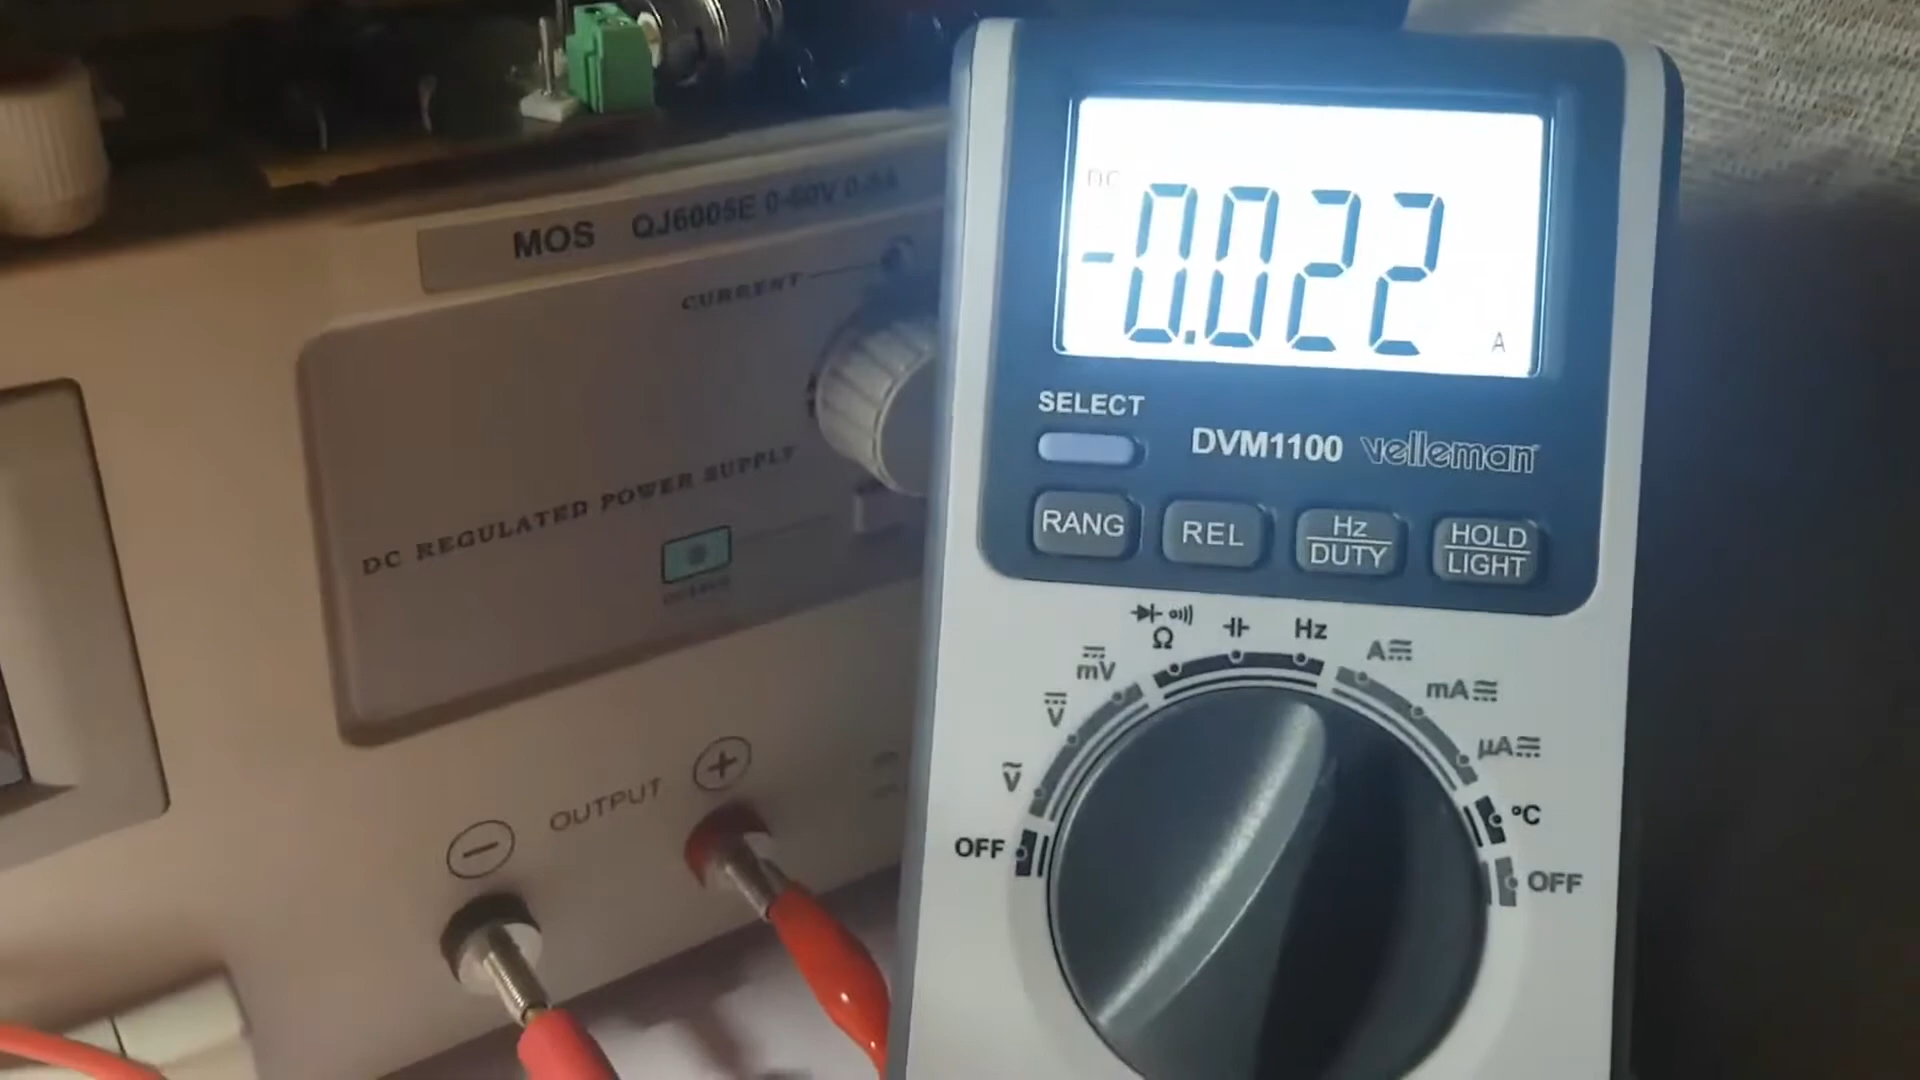 MOS QJ6005E 0-60V 0-5A
CURRENT
DC REGULATED POWER SUPPLY
OUTPUT
+
-
DC
-0.022
A
SELECT
DVM1100 velleman
RANG
REL
Hz
DUTY
HOLD
LIGHT
Ω
Hz
A
mV
mA
V
µA
V
°C
OFF
OFF